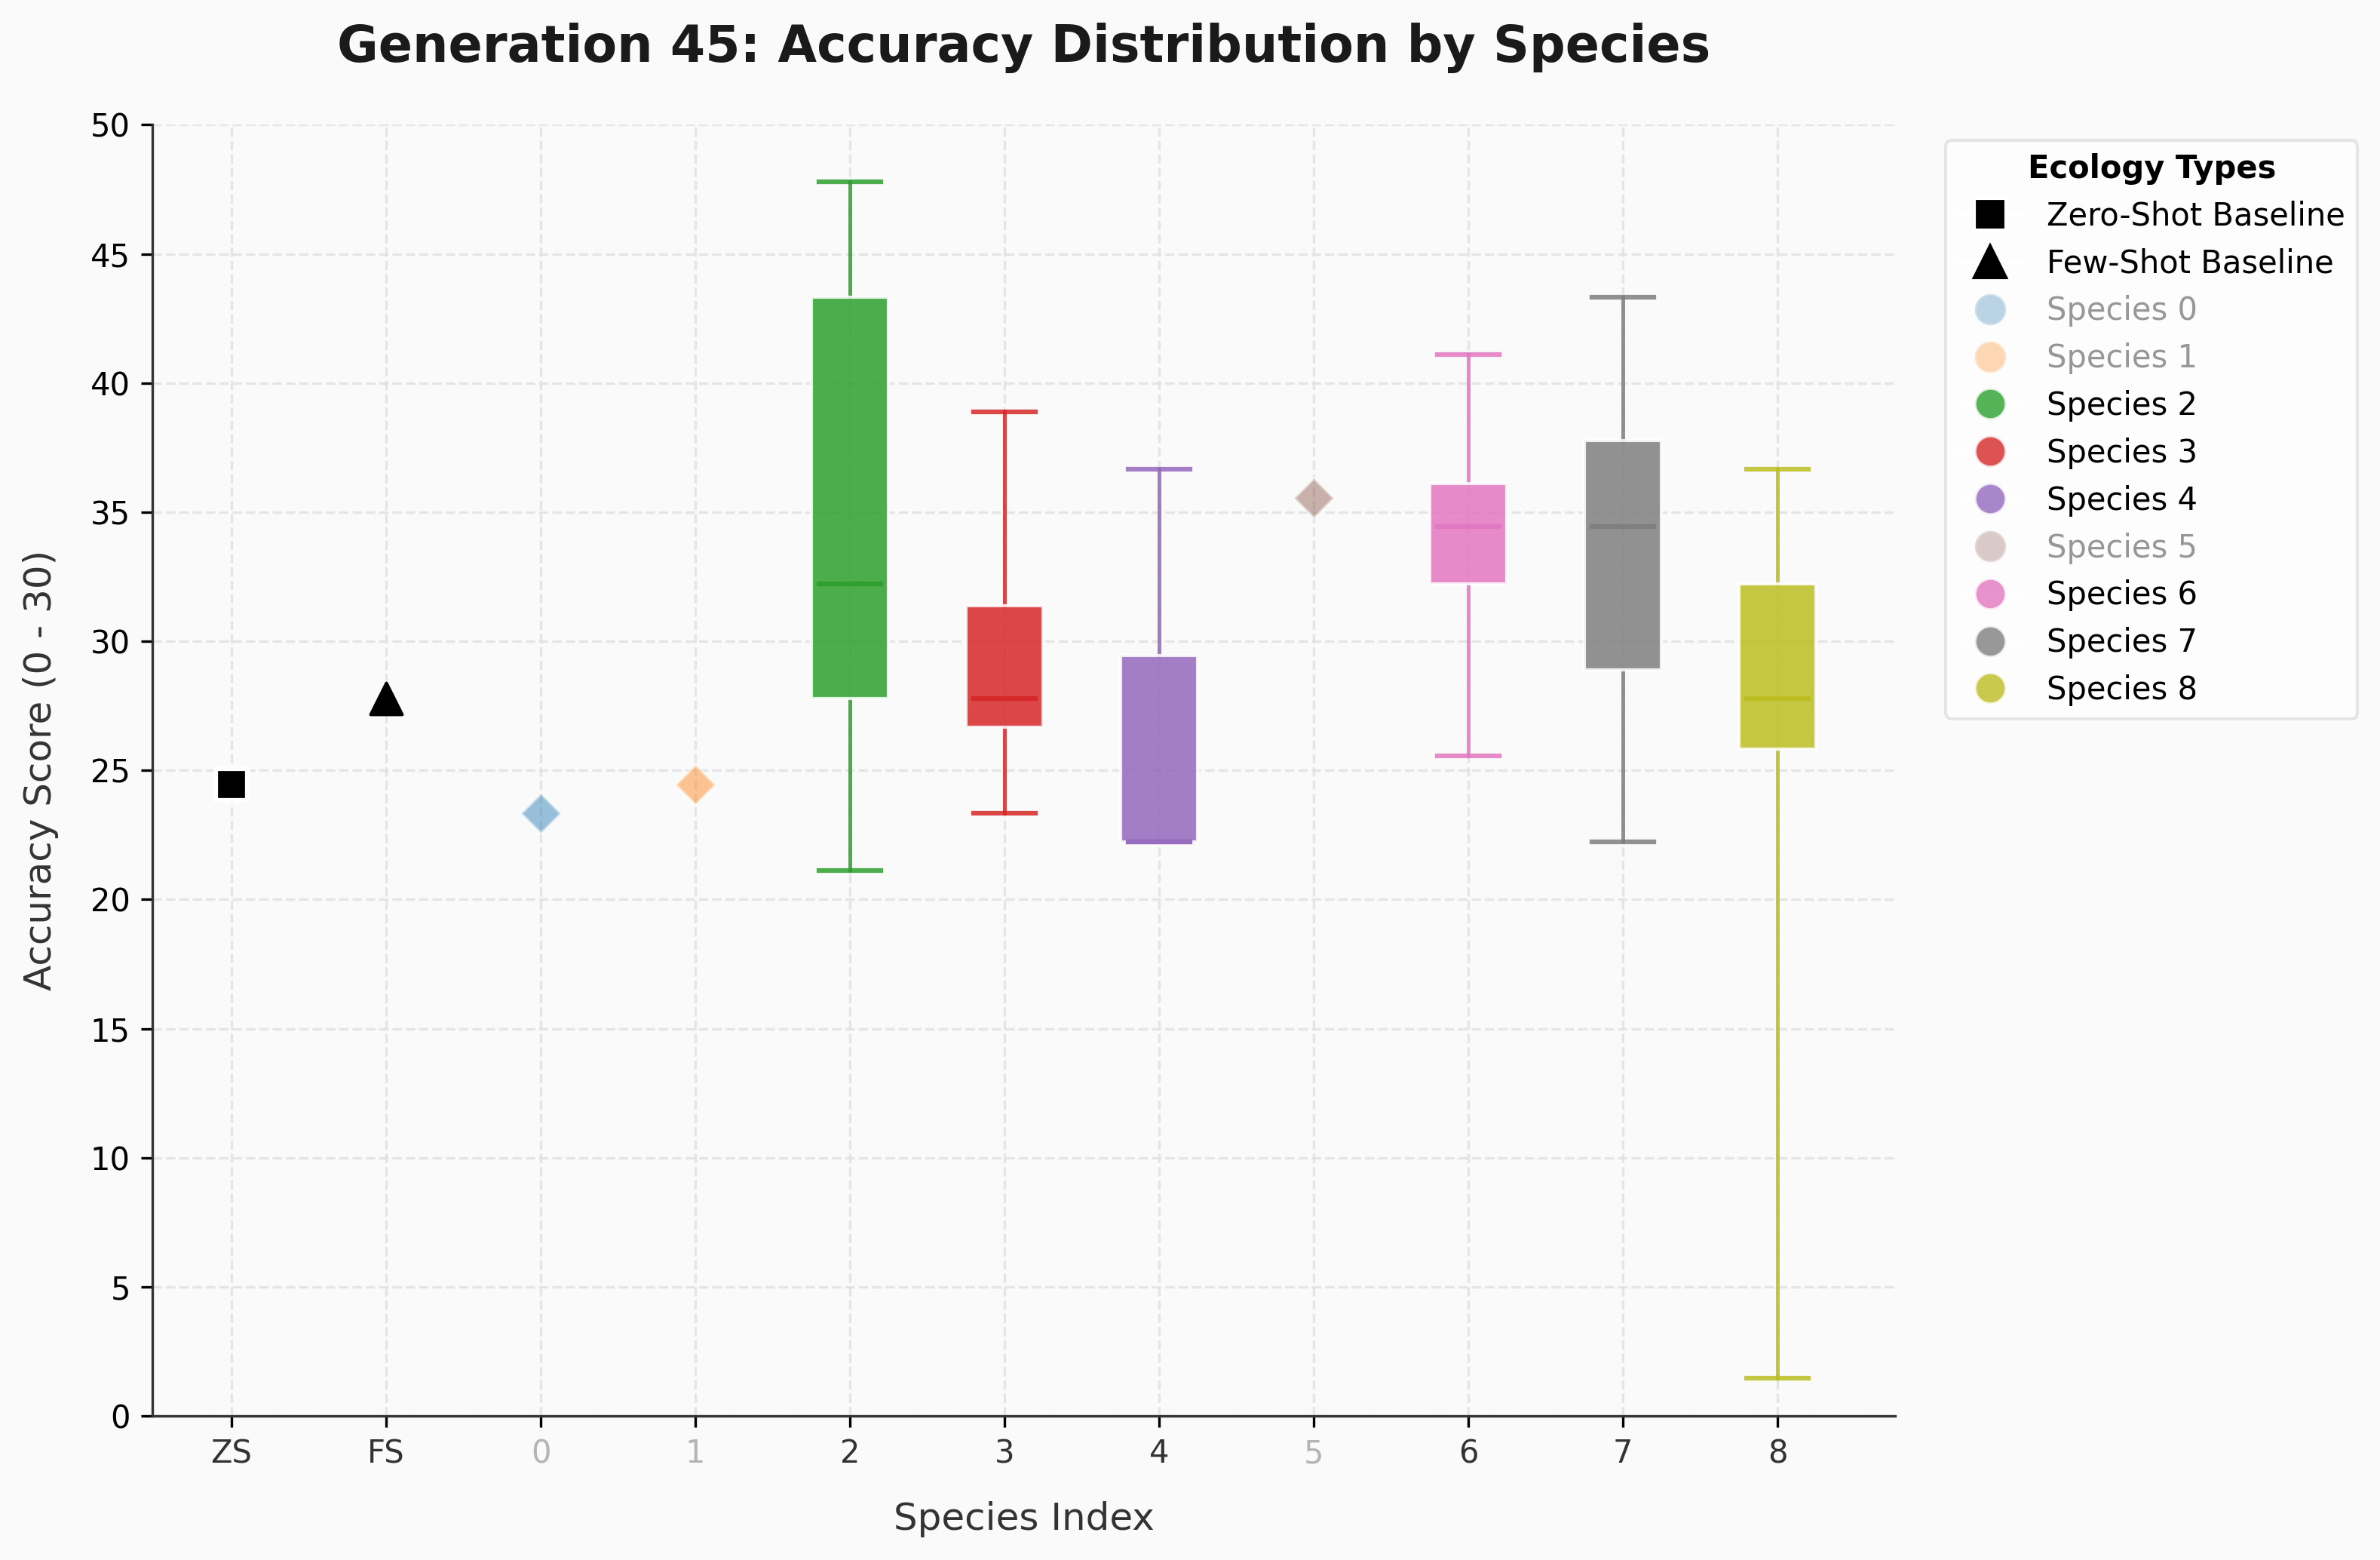 Generation 45: Accuracy Distribution by Species
Accuracy Score (0 - 30)
50
45
40
35
30
25
20
15
10
5
0
ZS FS 0 1 2 3 4 5 6 7 8
Species Index
Ecology Types
Zero-Shot Baseline
Few-Shot Baseline
Species 0
Species 1
Species 2
Species 3
Species 4
Species 5
Species 6
Species 7
Species 8